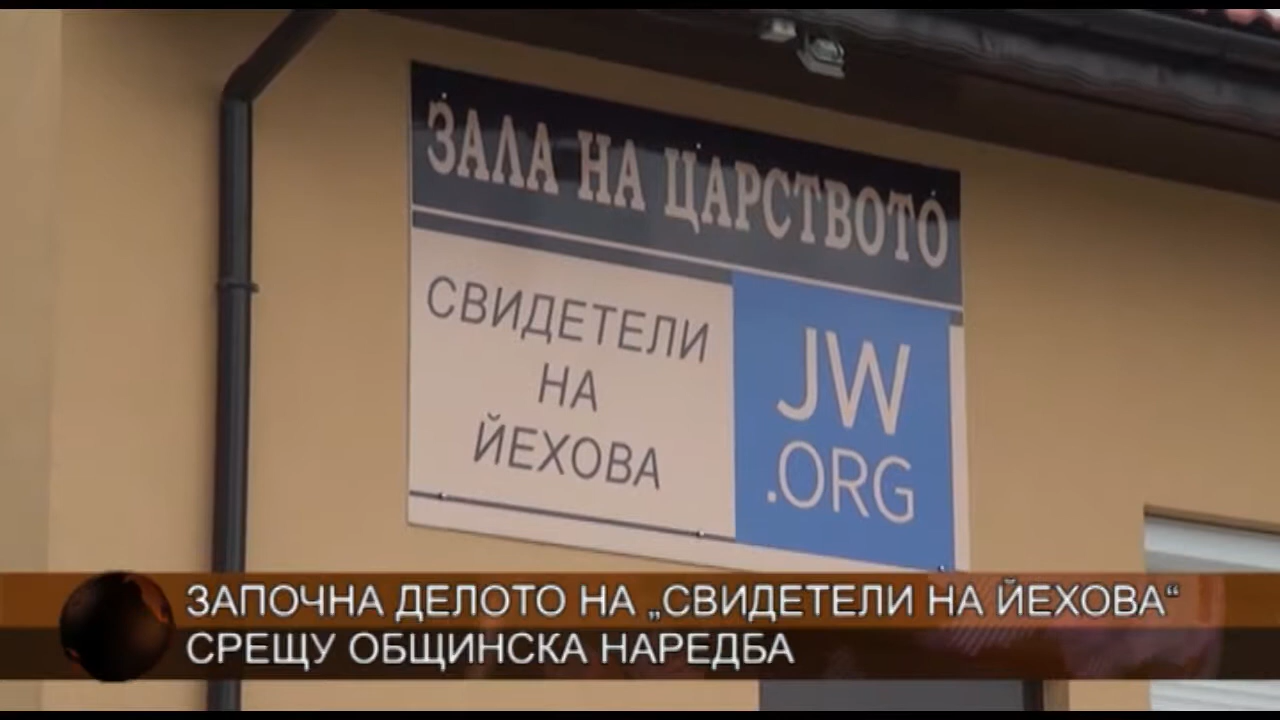 ЗАЛА НА ЦАРСТВОТО
СВИДЕТЕЛИ
НА
ЙЕХОВА
JW
.ORG
ЗАПОЧНА ДЕЛОТО НА „СВИДЕТЕЛИ НА ЙЕХОВА“
СРЕЩУ ОБЩИНСКА НАРЕДБА